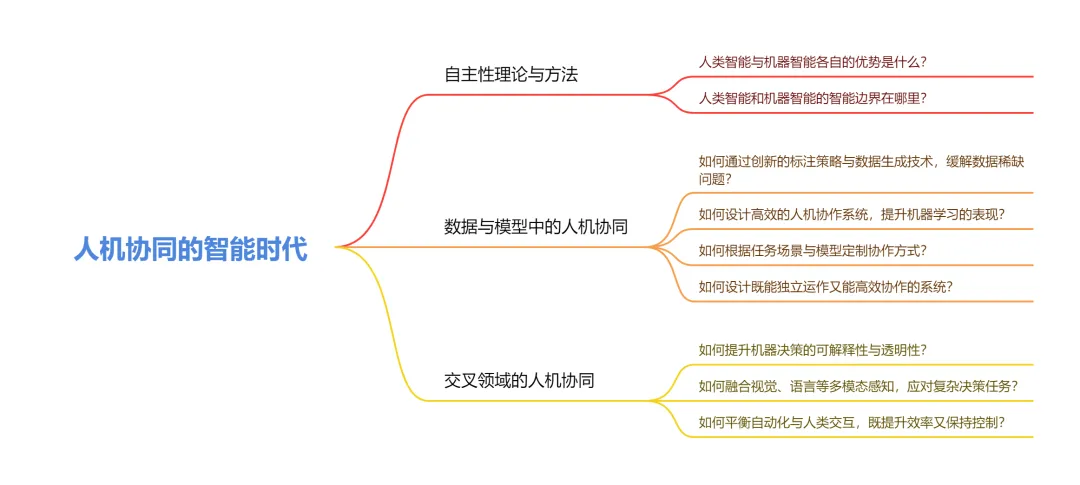 人机协同的智能时代
自主性理论与方法
人类智能与机器智能各自的优势是什么？
人类智能和机器智能的智能边界在哪里？
数据与模型中的人机协同
如何通过创新的标注策略与数据生成技术，缓解数据稀缺
问题？
如何设计高效的人机协作系统，提升机器学习的表现？
如何根据任务场景与模型定制协作方式？
如何设计既能独立运作又能高效协作的系统？
交叉领域的人机协同
如何提升机器决策的可解释性与透明性？
如何融合视觉、语言等多模态感知，应对复杂决策任务？
如何平衡自动化与人类交互，既提升效率又保持控制？